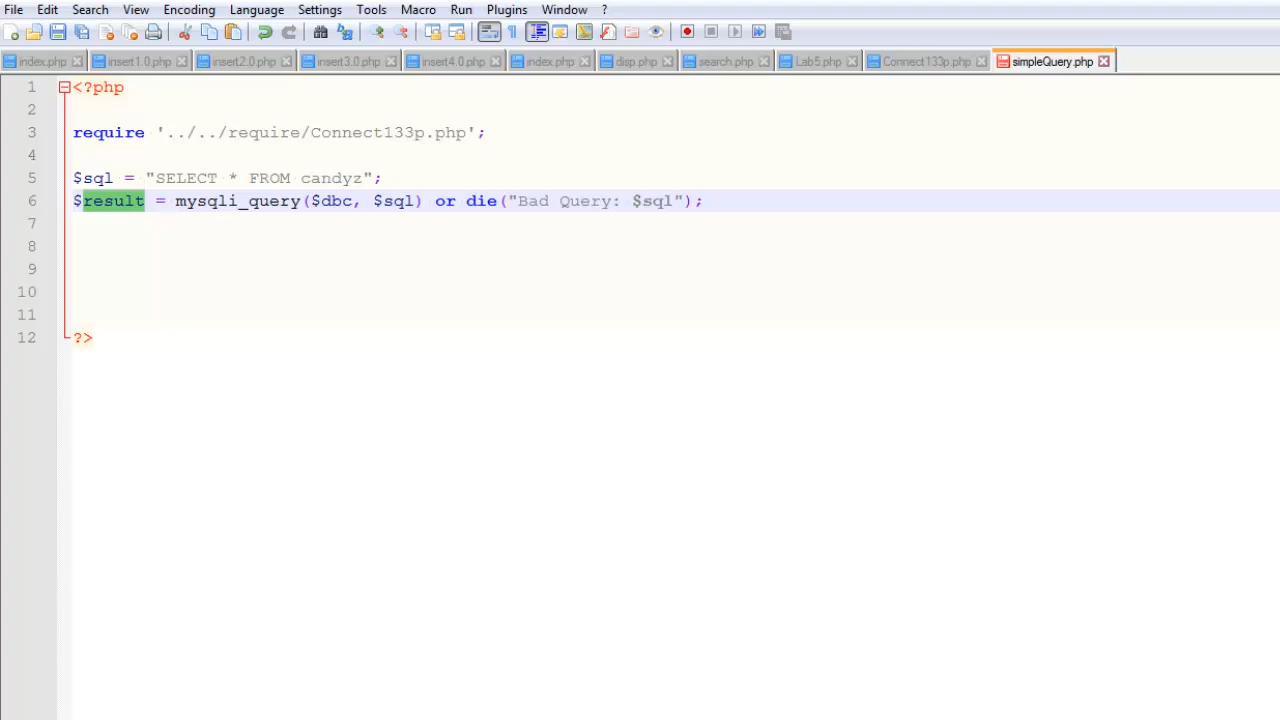 File Edit Search View Encoding Language Settings Tools Macro Run Plugins Window ?
index.php insert1.0.php insert2.0.php insert3.0.php insert4.0.php index.php disp.php search.php Lab5.php Connect133p.php simpleQuery.php
1 <?php
2
3 require '../../require/Connect133p.php';
4
5 $sql = "SELECT * FROM candyz";
6 $result = mysqli_query($dbc, $sql) or die("Bad Query: $sql");
7
8
9
10
11
12 ?>